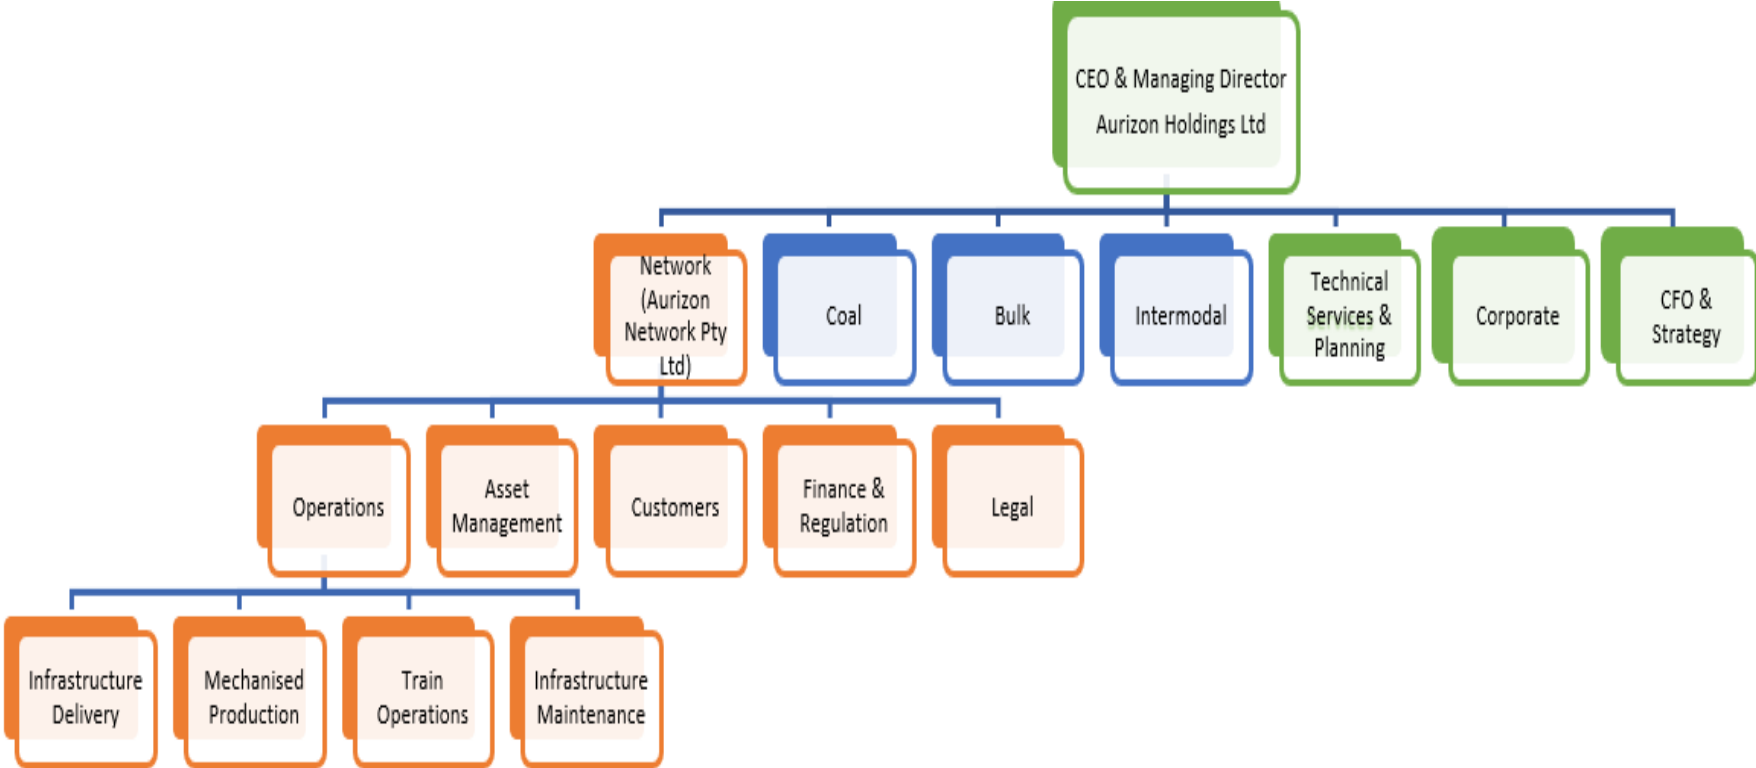 CEO & Managing Director
Aurizon Holdings Ltd
Network
(Aurizon
Network Pty
Ltd)
Coal
Bulk
Intermodal
Technical
Services &
Planning
Corporate
CFO &
Strategy
Operations
Asset
Management
Customers
Finance &
Regulation
Legal
Infrastructure
Delivery
Mechanised
Production
Train
Operations
Infrastructure
Maintenance